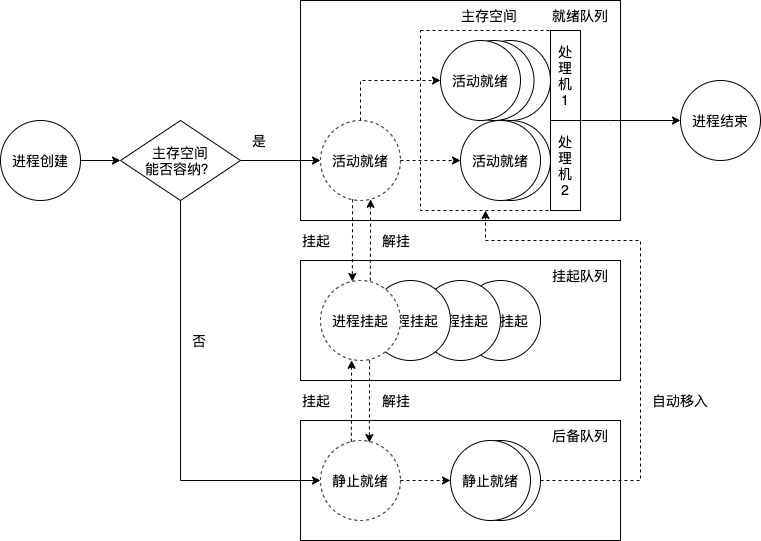 主存空间
就绪队列
处
理
机
1
活动就绪
进程创建
主存空间
能否容纳?
是
活动就绪
活动就绪
处
理
机
2
进程结束
挂起
解挂
挂起队列
进程挂起
程挂起
程挂起
挂起
否
挂起
解挂
自动移入
后备队列
静止就绪
静止就绪